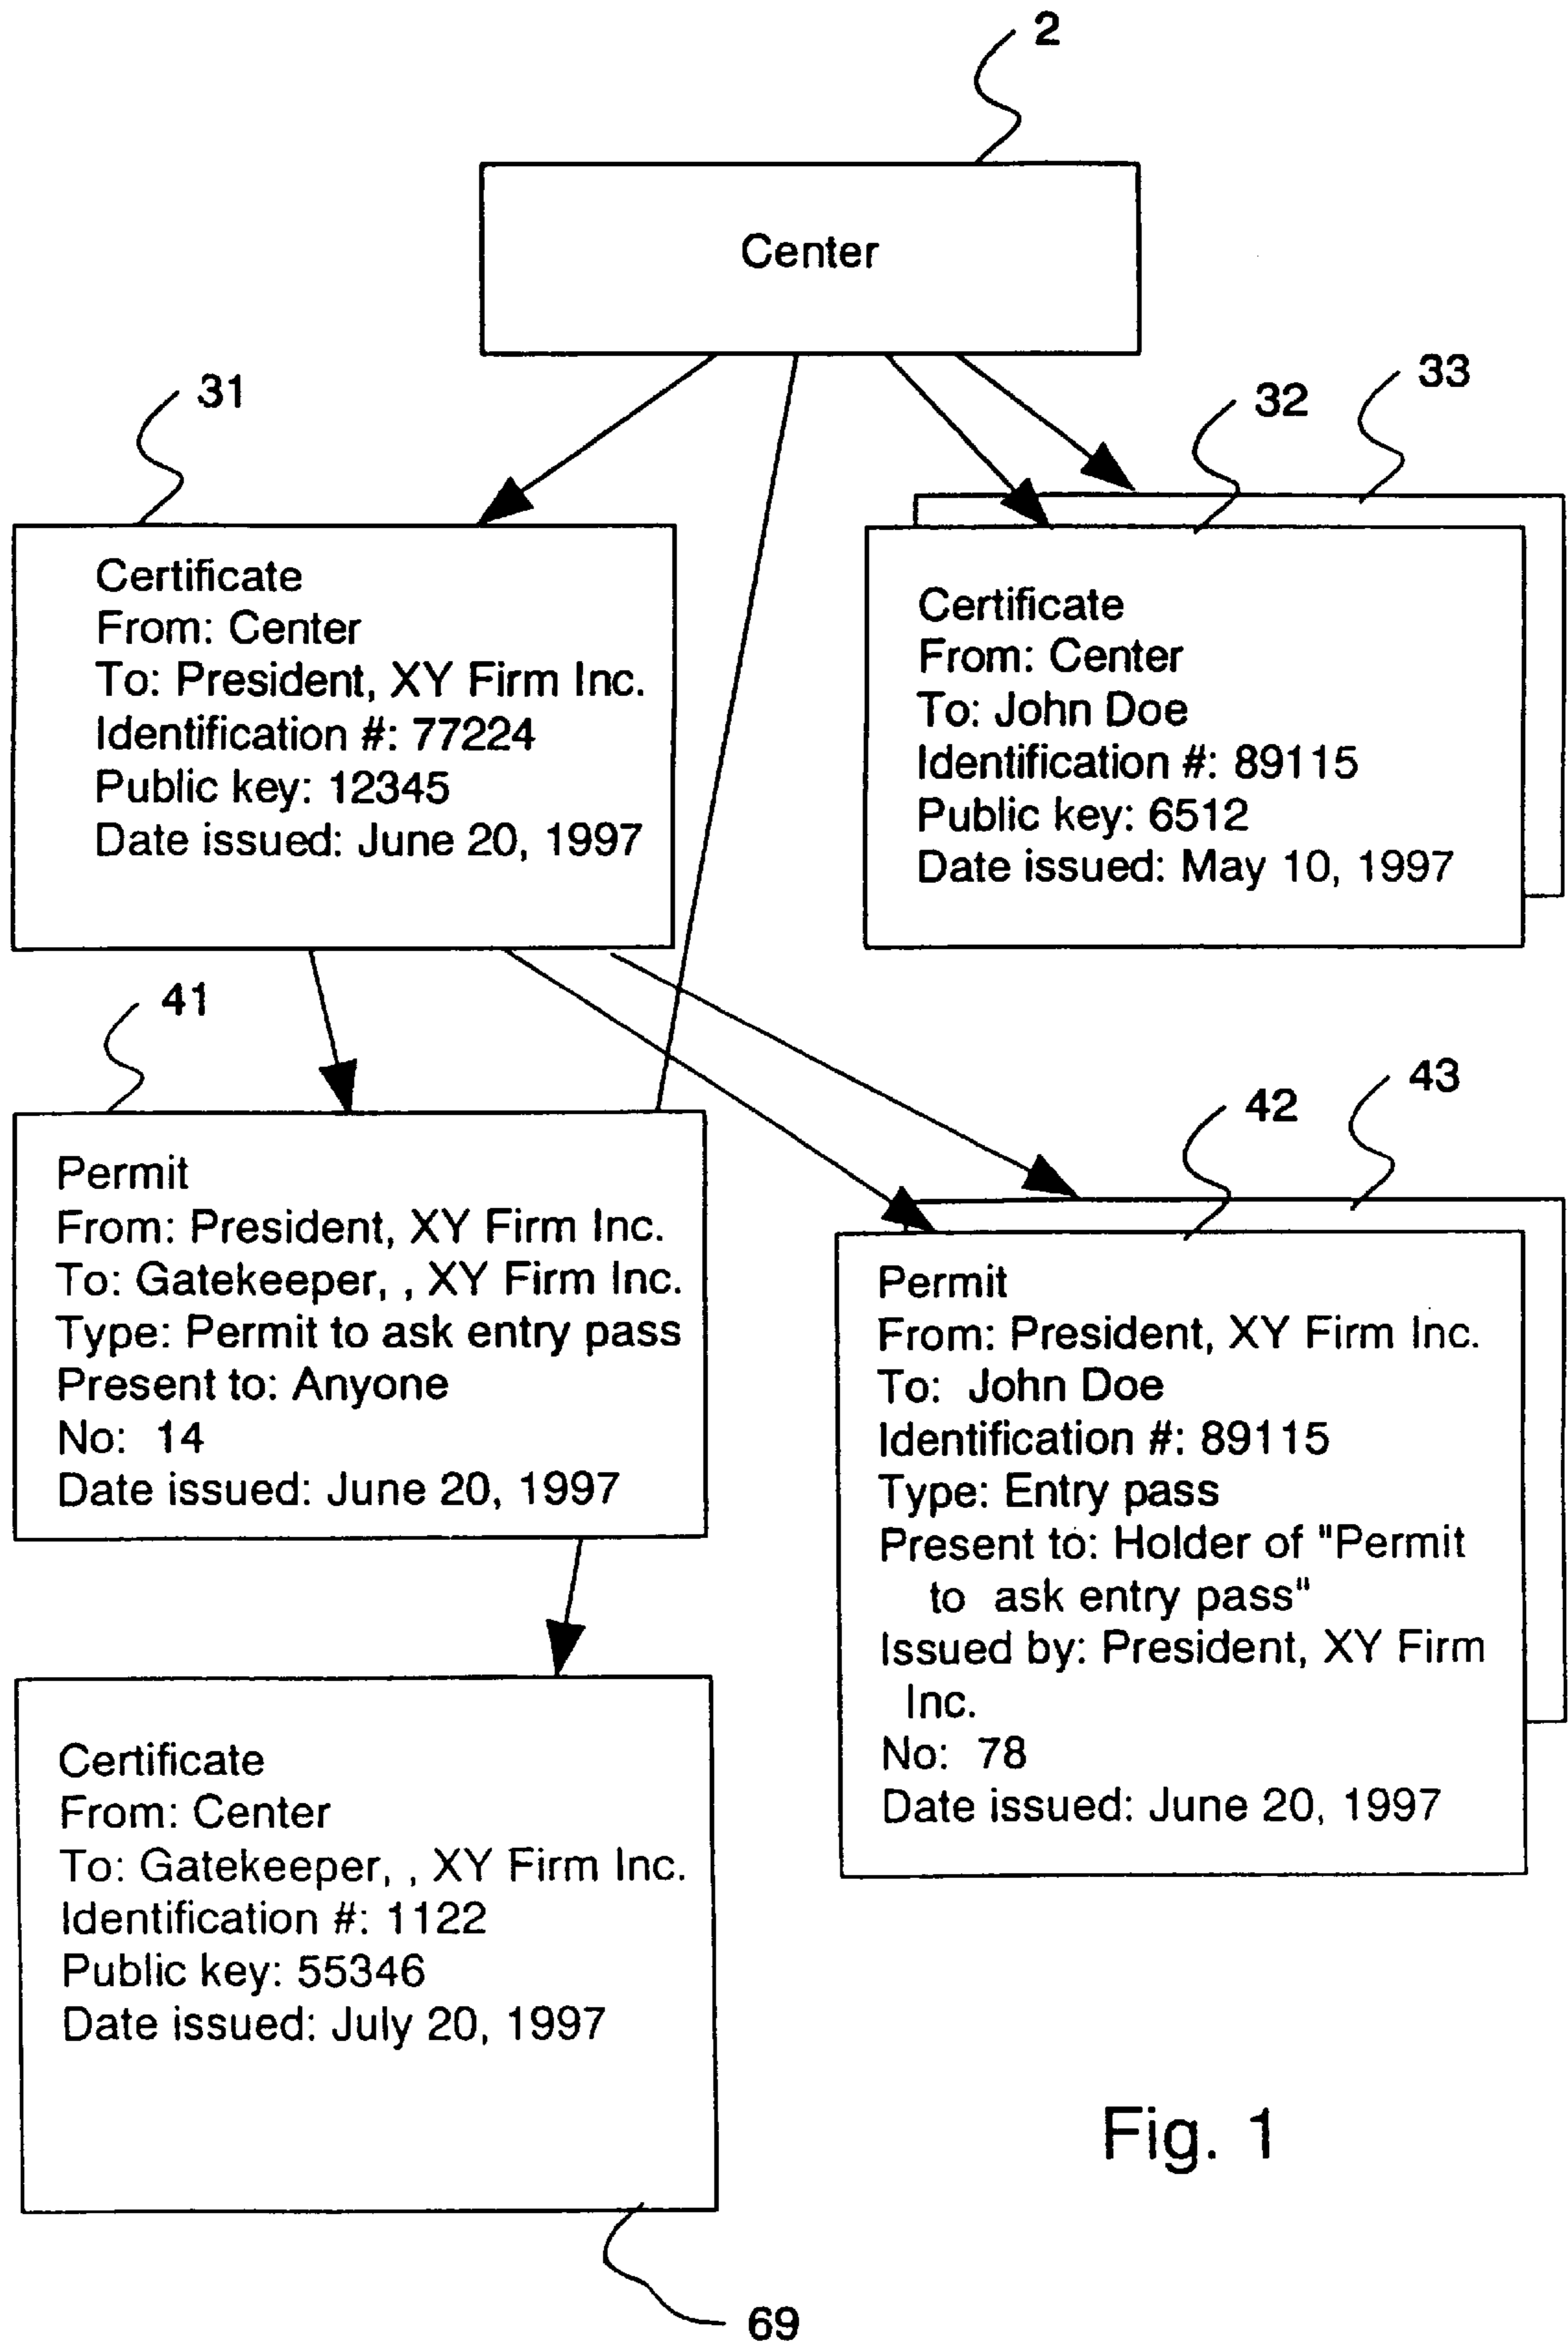 2
Center
31
33
32
Certificate
From: Center
To: President, XY Firm Inc.
Identification #: 77224
Public key: 12345
Date issued: June 20, 1997
Certificate
From: Center
To: John Doe
Identification #: 89115
Public key: 6512
Date issued: May 10, 1997
41
43
42
Permit
From: President, XY Firm Inc.
To: Gatekeeper, , XY Firm Inc.
Type: Permit to ask entry pass
Present to: Anyone
No: 14
Date issued: June 20, 1997
Permit
From: President, XY Firm Inc.
To: John Doe
Identification #: 89115
Type: Entry pass
Present to: Holder of "Permit
to ask entry pass"
Issued by: President, XY Firm
Inc.
No: 78
Date issued: June 20, 1997
Certificate
From: Center
To: Gatekeeper, , XY Firm Inc.
Identification #: 1122
Public key: 55346
Date issued: July 20, 1997
Fig. 1
69